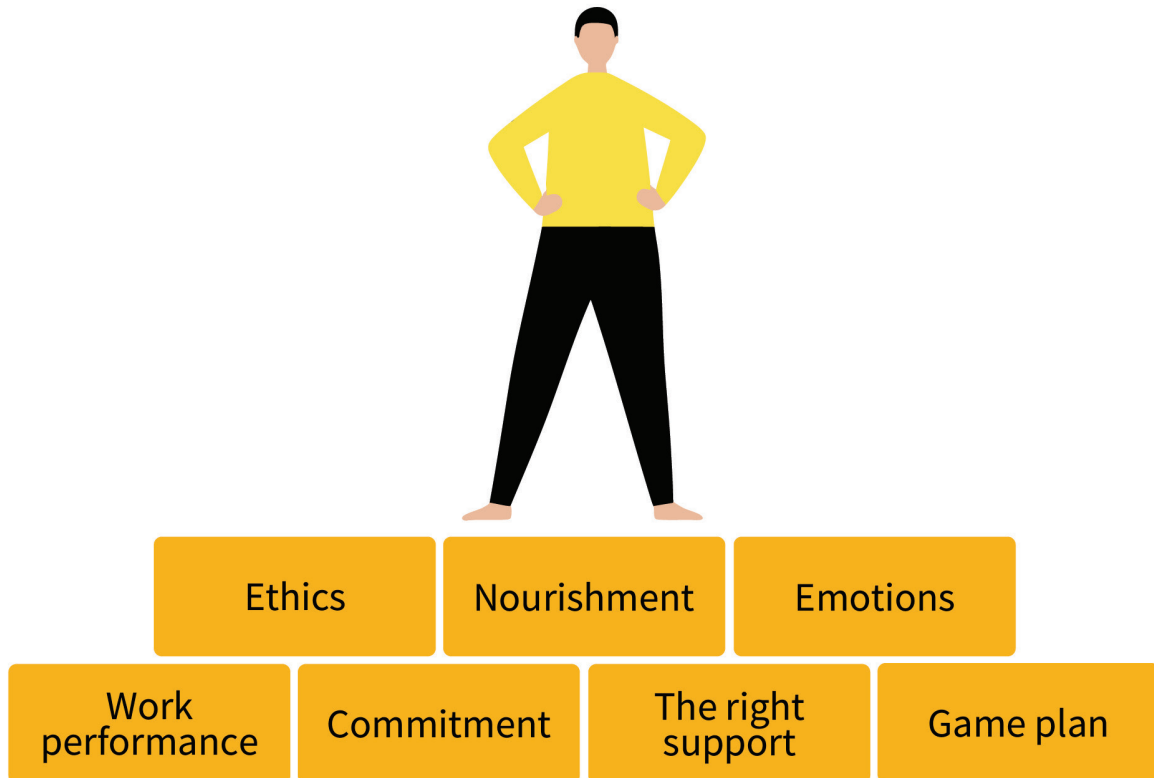 Ethics
Nourishment
Emotions
Work
performance
Commitment
The right
support
Game plan